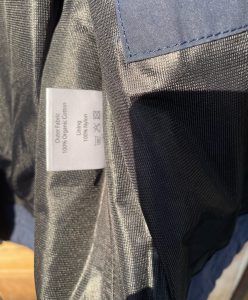 Outer Fabric
100% Organic Cotton
Lining
100% Nylon